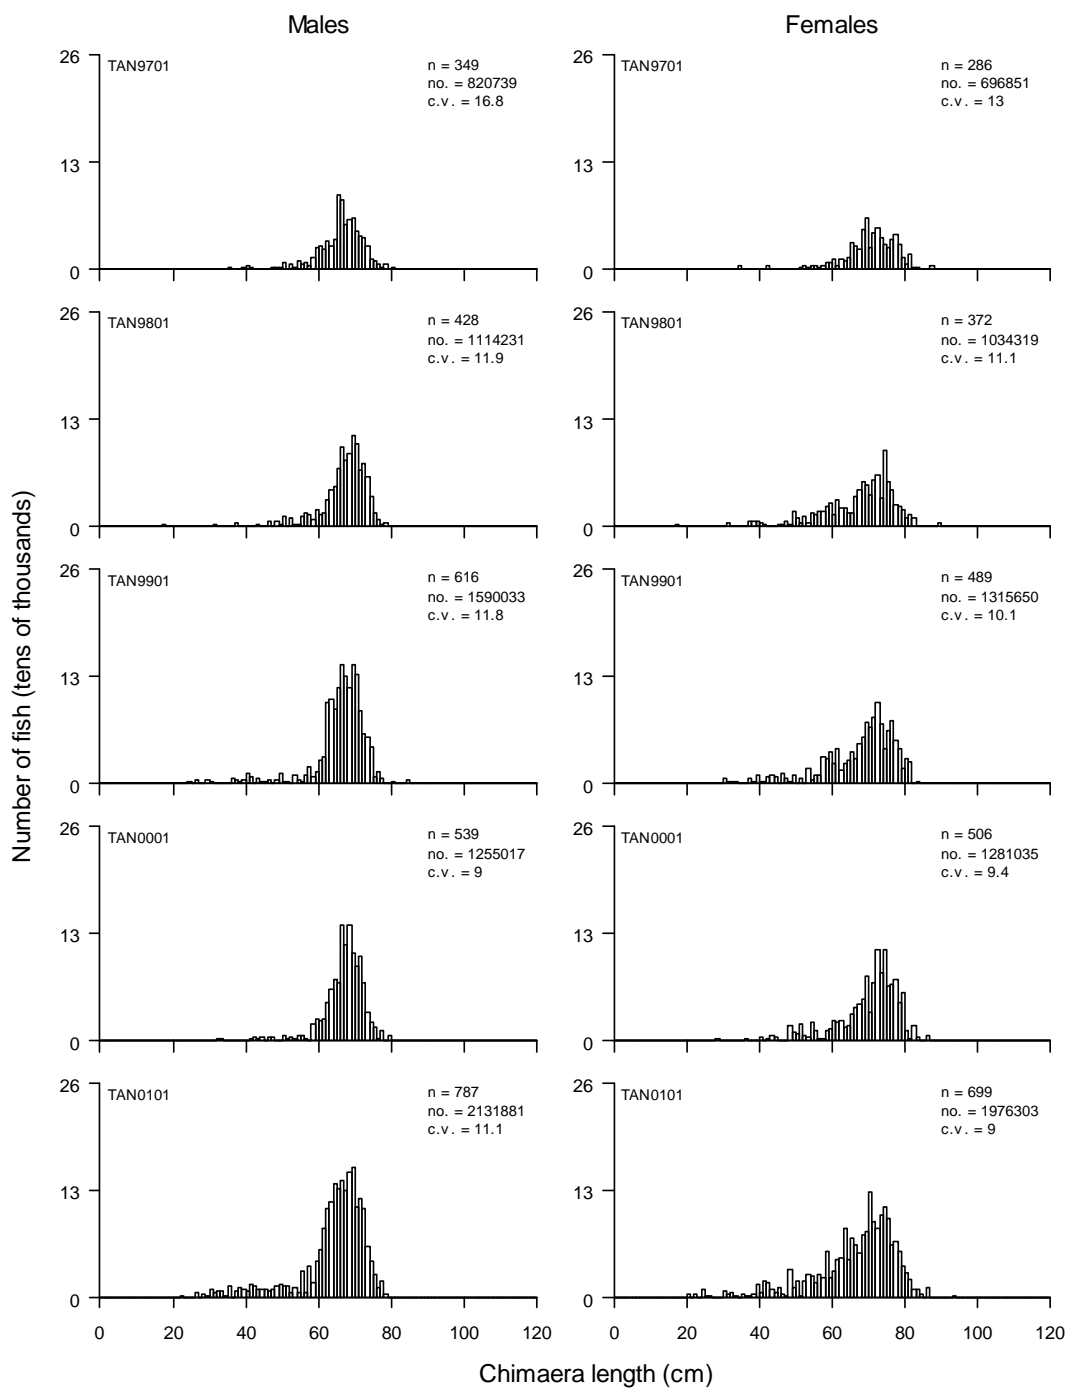 Males
Females
26
13
0
TAN9701
n = 349
no. = 820739
c.v. = 16.8
TAN9701
n = 286
no. = 696851
c.v. = 13
26
13
0
26
13
0
TAN9801
n = 428
no. = 1114231
c.v. = 11.9
26
13
0
TAN9801
n = 372
no. = 1034319
c.v. = 11.1
26
13
0
TAN9901
n = 616
no. = 1590033
c.v. = 11.8
26
13
0
TAN9901
n = 489
no. = 1315650
c.v. = 10.1
26
13
0
TAN0001
n = 539
no. = 1255017
c.v. = 9
26
13
0
TAN0001
n = 506
no. = 1281035
c.v. = 9.4
26
13
0
TAN0101
n = 787
no. = 2131881
c.v. = 11.1
26
13
0
TAN0101
n = 699
no. = 1976303
c.v. = 9
0 20 40 60 80 100 120
0 20 40 60 80 100 120
Number of fish (tens of thousands)
Chimaera length (cm)